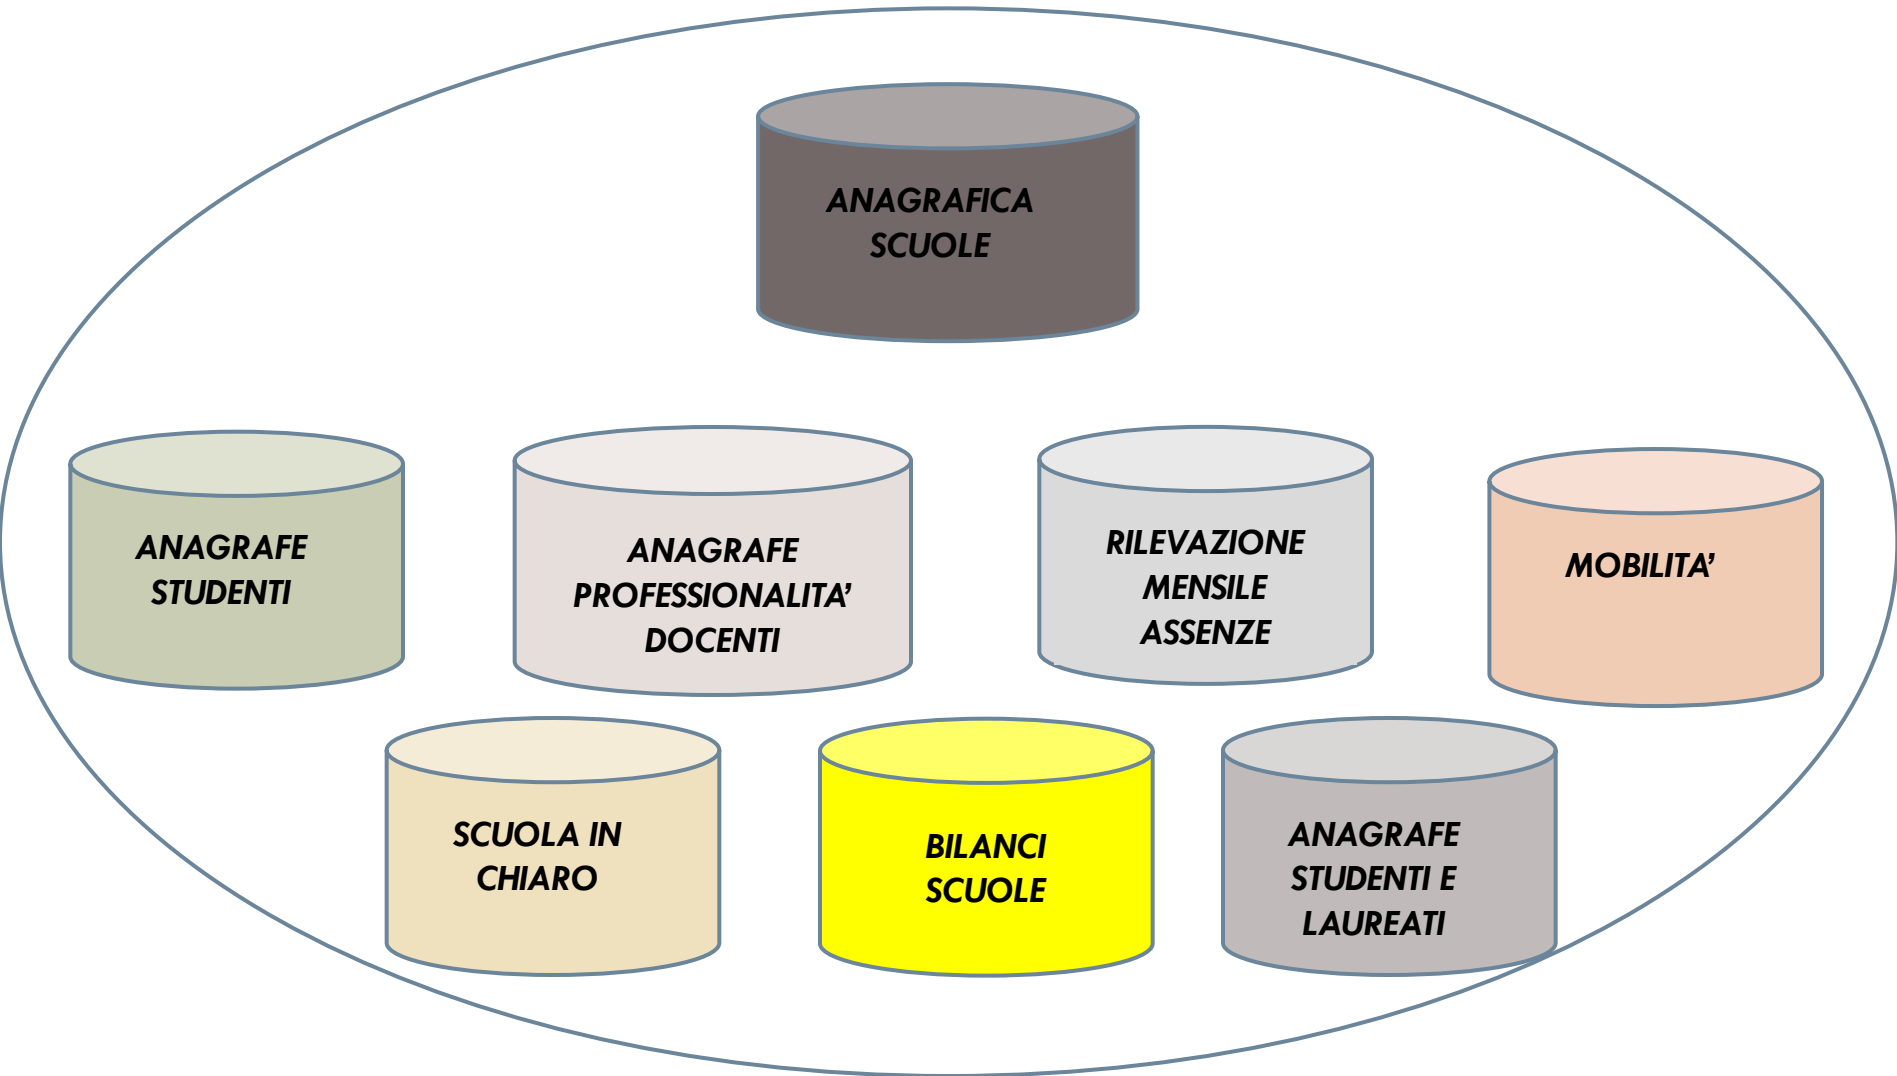 ANAGRAFICA
SCUOLE
ANAGRAFE
STUDENTI
ANAGRAFE
PROFESSIONALITA’
DOCENTI
RILEVAZIONE
MENSILE
ASSENZE
MOBILITA’
SCUOLA IN
CHIARO
BILANCI
SCUOLE
ANAGRAFE
STUDENTI E
LAUREATI